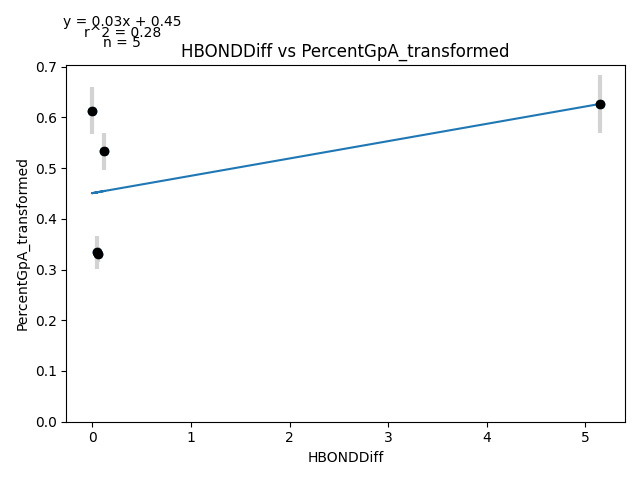 y = 0.03x + 0.45
r^2 = 0.28
n = 5
HBONDDiff vs PercentGpA_transformed
0.7
0.6
0.5
0.4
0.3
0.2
0.1
0.0
PercentGpA_transformed
0 1 2 3 4 5
HBONDDiff